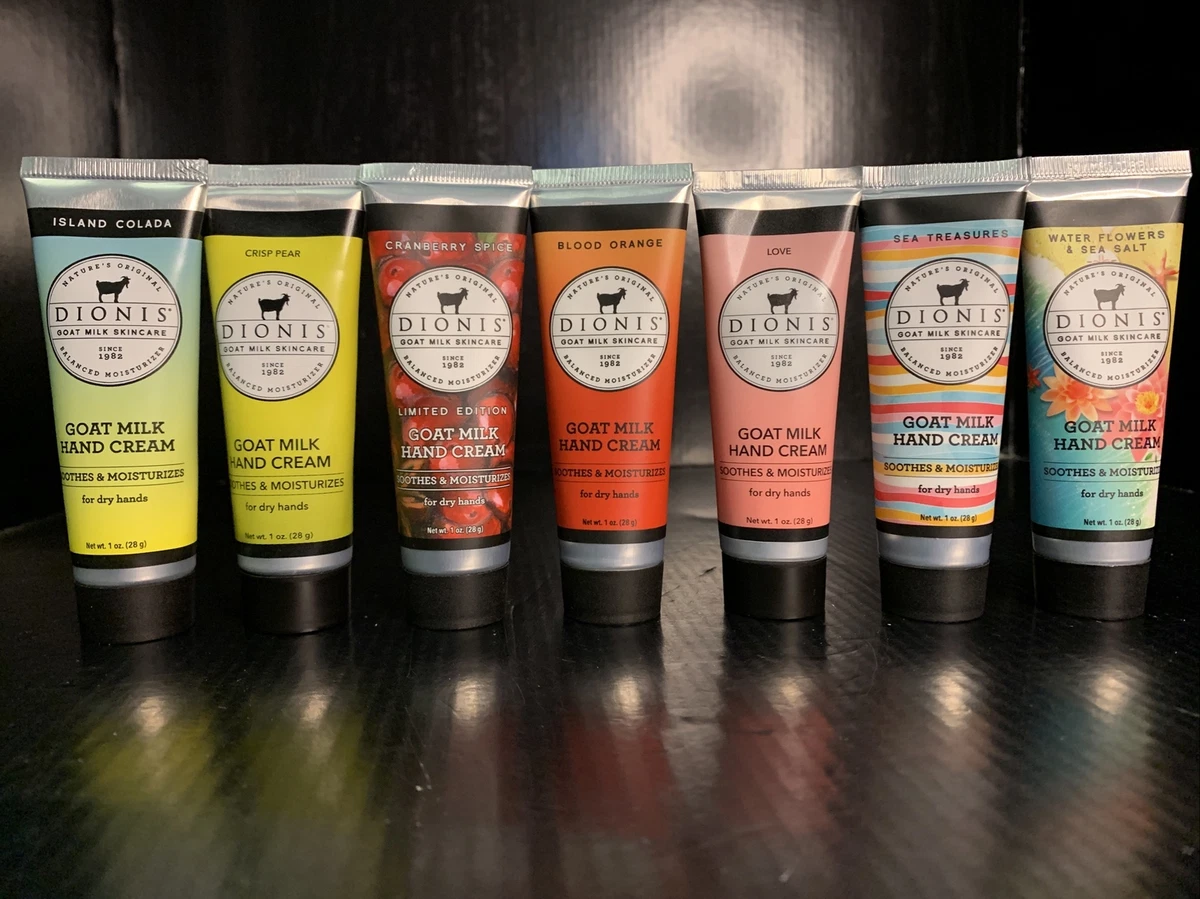 ISLAND COLADA
NATURE'S ORIGINAL
DIONIS
GOAT MILK SKINCARE
SINCE
1982
BALANCED MOISTURIZER
GOAT MILK
HAND CREAM
SOOTHES & MOISTURIZES
for dry hands
Net wt. 1 oz. (28 g)
CRISP PEAR
NATURE'S ORIGINAL
DIONIS
GOAT MILK SKINCARE
SINCE
1982
BALANCED MOISTURIZER
GOAT MILK
HAND CREAM
OTHES & MOISTURIZES
for dry hands
Net wt. 1 oz. (28 g)
CRANBERRY SPICE
NATURE'S ORIGINAL
DIONIS
GOAT MILK SKINCARE
SINCE
1982
BALANCED MOISTURIZER
LIMITED EDITION
GOAT MILK
HAND CREAM
SOOTHES & MOISTURIZES
for dry hands
Net wt. 1 oz. (28 g)
BLOOD ORANGE
NATURE'S ORIGINAL
DIONIS
GOAT MILK SKINCARE
SINCE
1982
BALANCED MOISTURIZER
GOAT MILK
HAND CREAM
SOOTHES & MOISTURIZES
for dry hands
Net wt. 1 oz. (28 g)
LOVE
NATURE'S ORIGINAL
DIONIS
GOAT MILK SKINCARE
SINCE
1982
BALANCED MOISTURIZER
GOAT MILK
HAND CREAM
SOOTHES & MOISTURIZES
for dry hands
Net wt. 1 oz. (28 g)
SEA TREASURES
NATURE'S ORIGINAL
DIONIS
GOAT MILK SKINCARE
SINCE
1982
BALANCED MOISTURIZER
GOAT MILK
HAND CREAM
SOOTHES & MOISTURIZE
for dry hands
Net wt. 1 oz. (28 g)
WATER FLOWERS
& SEA SALT
NATURE'S ORIGINAL
DIONIS
GOAT MILK SKINCARE
SINCE
1982
BALANCED MOISTURIZER
GOAT MILK
HAND CREAM
SOOTHES & MOISTURIZE
for dry hands
Net wt. 1 oz. (28 g)